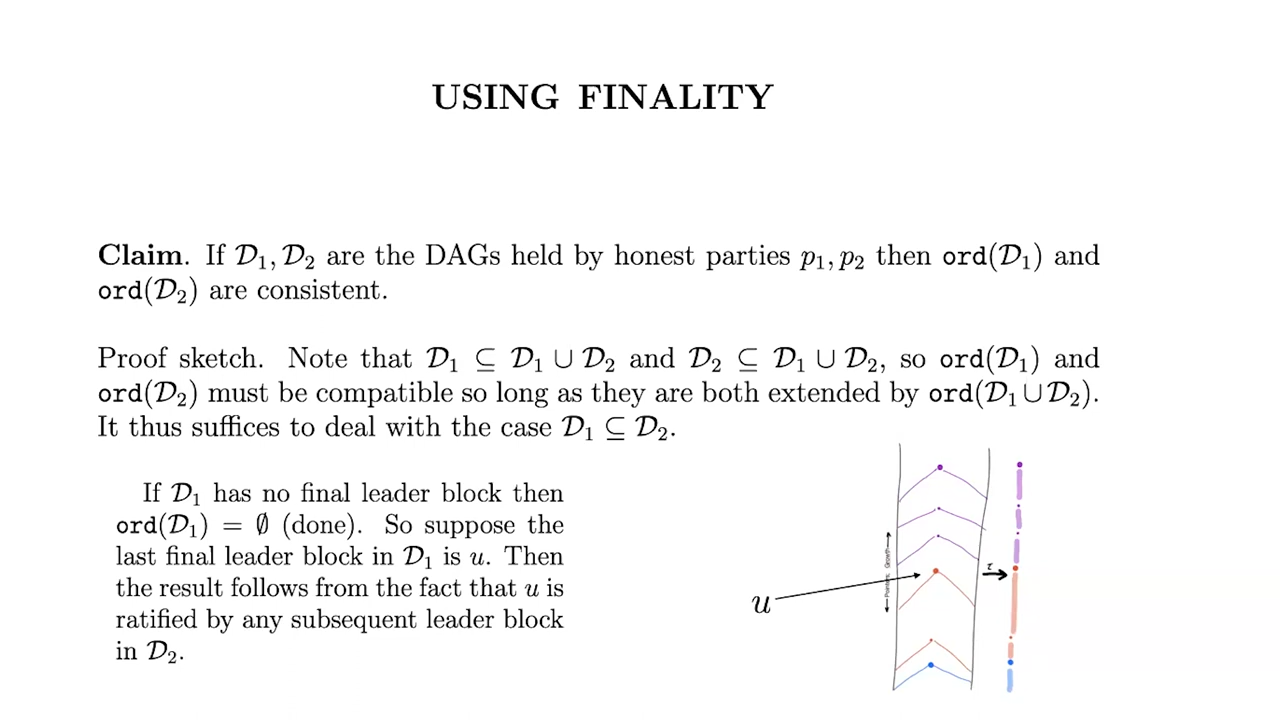 USING FINALITY
Claim. If 𝒟₁, 𝒟₂ are the DAGs held by honest parties p₁, p₂ then ord(𝒟₁) and
ord(𝒟₂) are consistent.
Proof sketch. Note that 𝒟₁ ⊆ 𝒟₁ ∪ 𝒟₂ and 𝒟₂ ⊆ 𝒟₁ ∪ 𝒟₂, so ord(𝒟₁) and
ord(𝒟₂) must be compatible so long as they are both extended by ord(𝒟₁∪𝒟₂).
It thus suffices to deal with the case 𝒟₁ ⊆ 𝒟₂.
If 𝒟₁ has no final leader block then
ord(𝒟₁) = ∅ (done). So suppose the
last final leader block in 𝒟₁ is u. Then
the result follows from the fact that u is
ratified by any subsequent leader block
in 𝒟₂.
u
← Pointers Growth →
τ